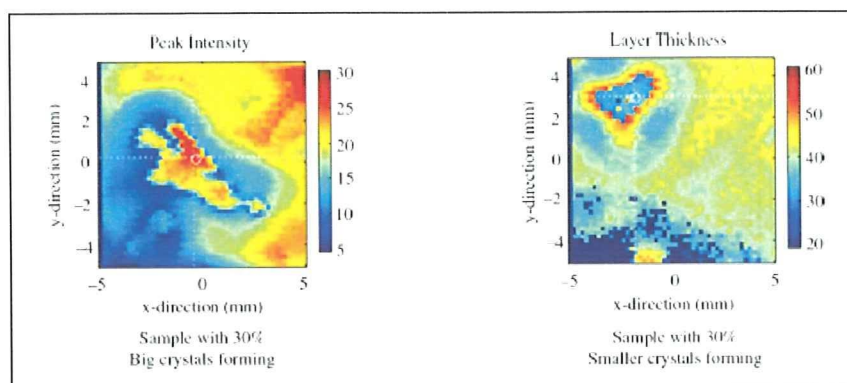 Peak Intensity
4
2
0
−2
−4
y-direction (mm)
−5
0
5
x-direction (mm)
30
25
20
15
10
5
Sample with 30%
Big crystals forming
Layer Thickness
4
2
0
−2
−4
y-direction (mm)
−5
0
5
x-direction (mm)
60
50
40
30
20
Sample with 30%
Smaller crystals forming